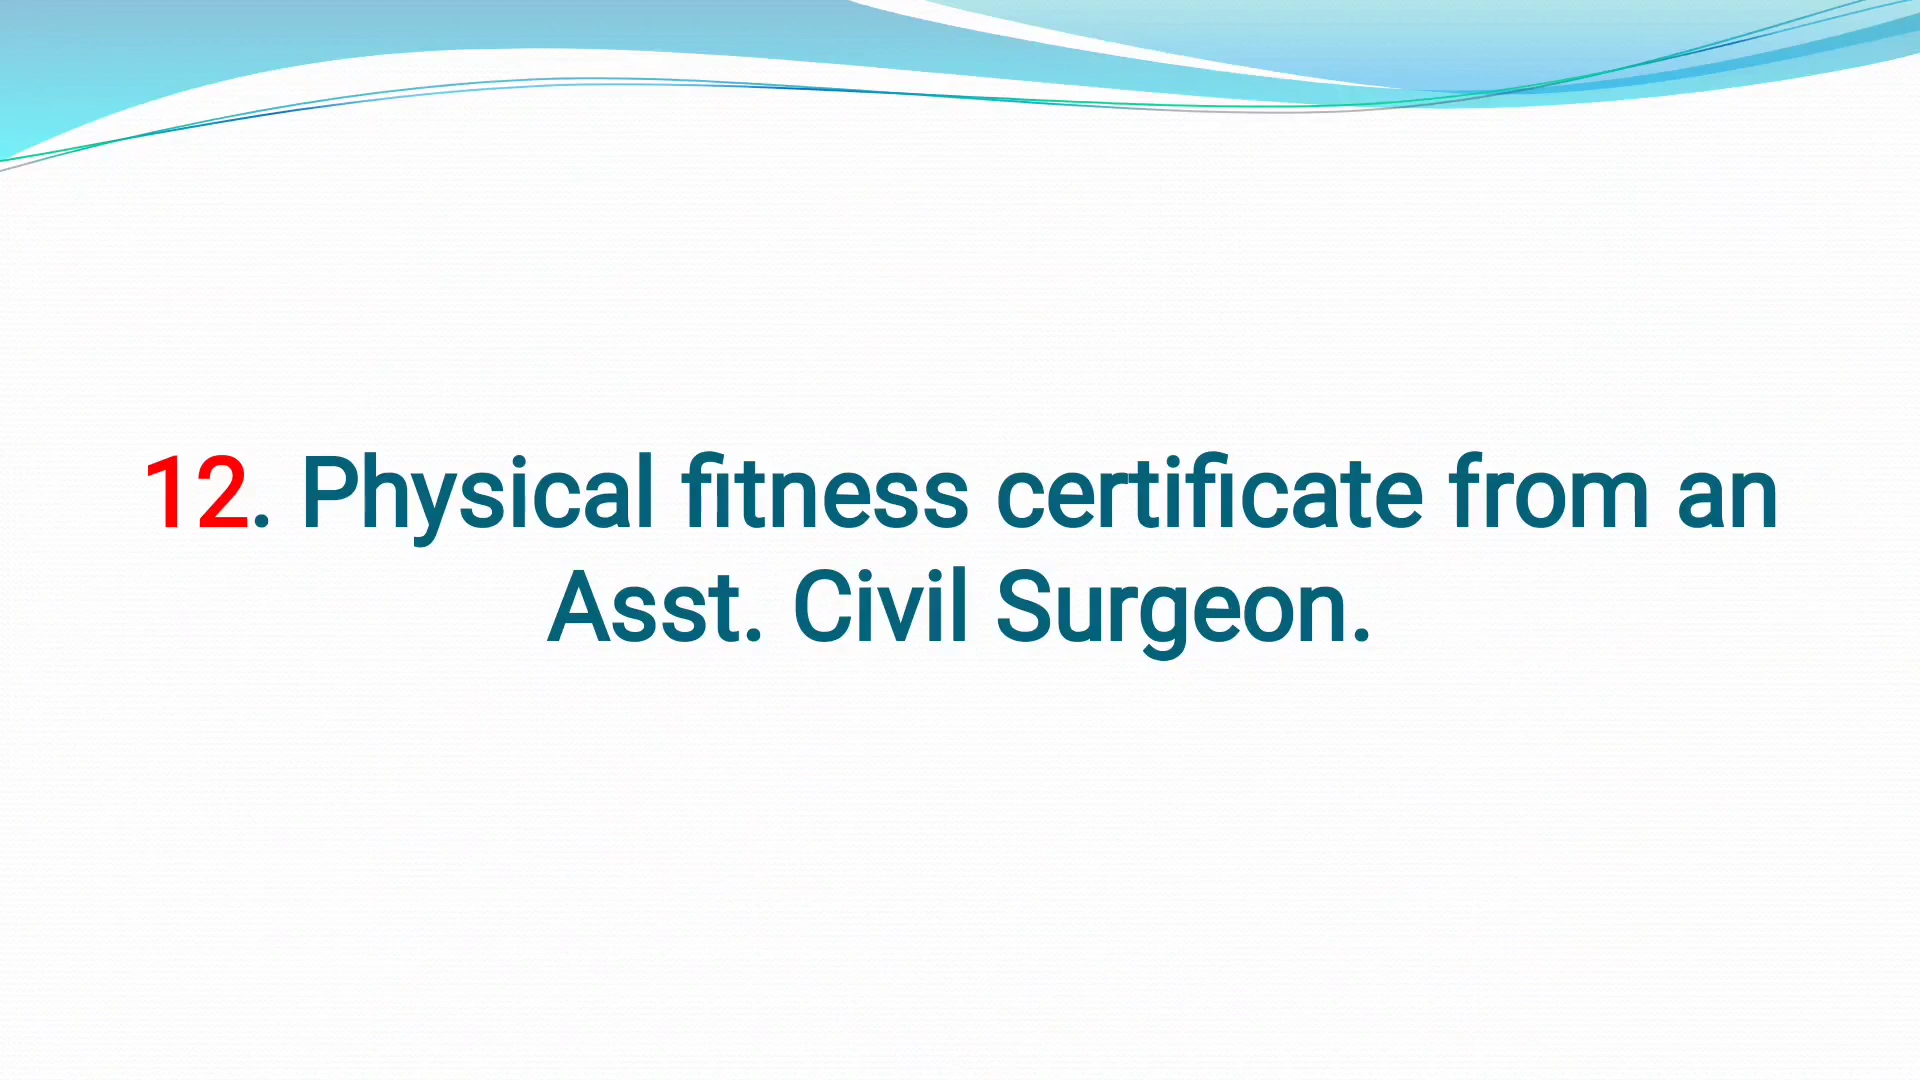 12. Physical fitness certificate from an
Asst. Civil Surgeon.